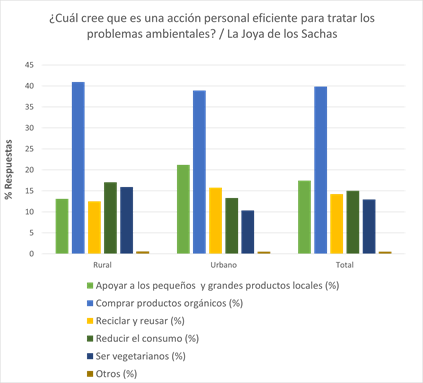 ¿Cuál cree que es una acción personal eficiente para tratar los
problemas ambientales? / La Joya de los Sachas
% Respuestas
45
40
35
30
25
20
15
10
5
0
Rural
Urbano
Total
Apoyar a los pequeños y grandes productos locales (%)
Comprar productos orgánicos (%)
Reciclar y reusar (%)
Reducir el consumo (%)
Ser vegetarianos (%)
Otros (%)